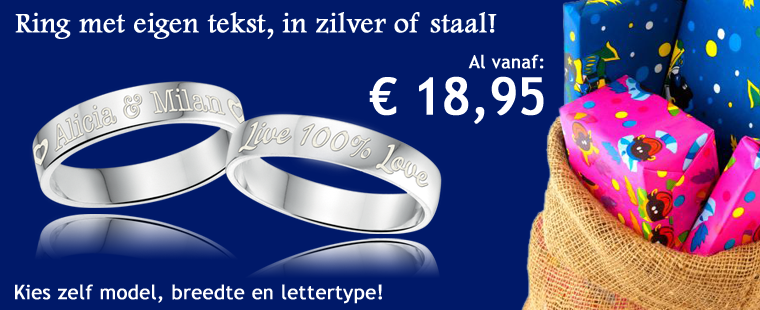 Ring met eigen tekst, in zilver of staal!
Al vanaf:
€ 18,95
Alicia & Milan
Live 100% Love
Kies zelf model, breedte en lettertype!